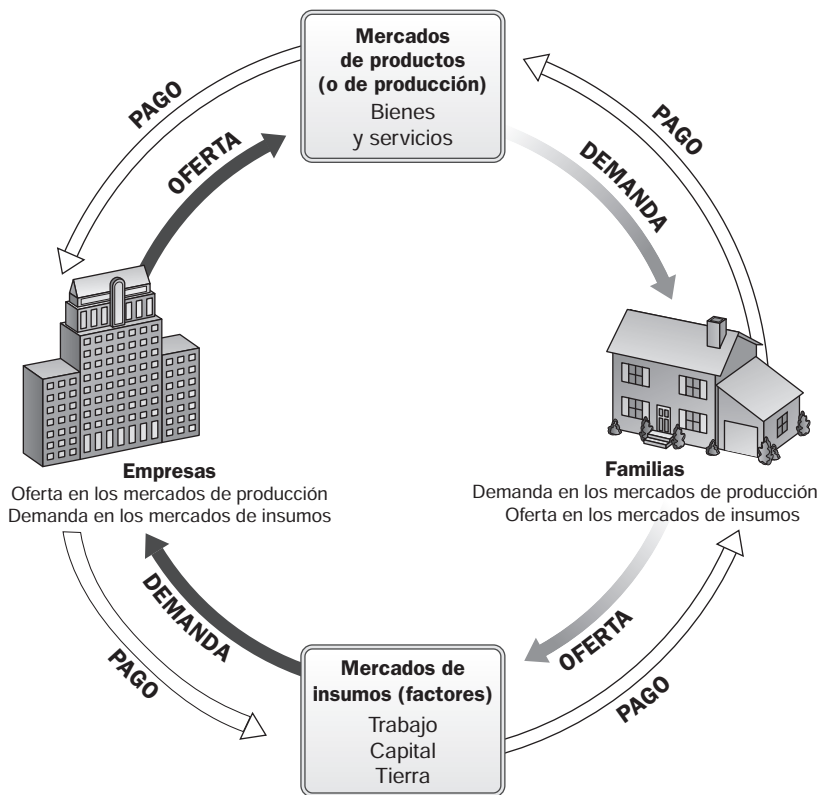 Mercados
de productos
(o de producción)
Bienes
y servicios
PAGO
OFERTA
DEMANDA
PAGO
Empresas
Oferta en los mercados de producción
Demanda en los mercados de insumos
Familias
Demanda en los mercados de producción
Oferta en los mercados de insumos
DEMANDA
PAGO
OFERTA
PAGO
Mercados de
insumos (factores)
Trabajo
Capital
Tierra